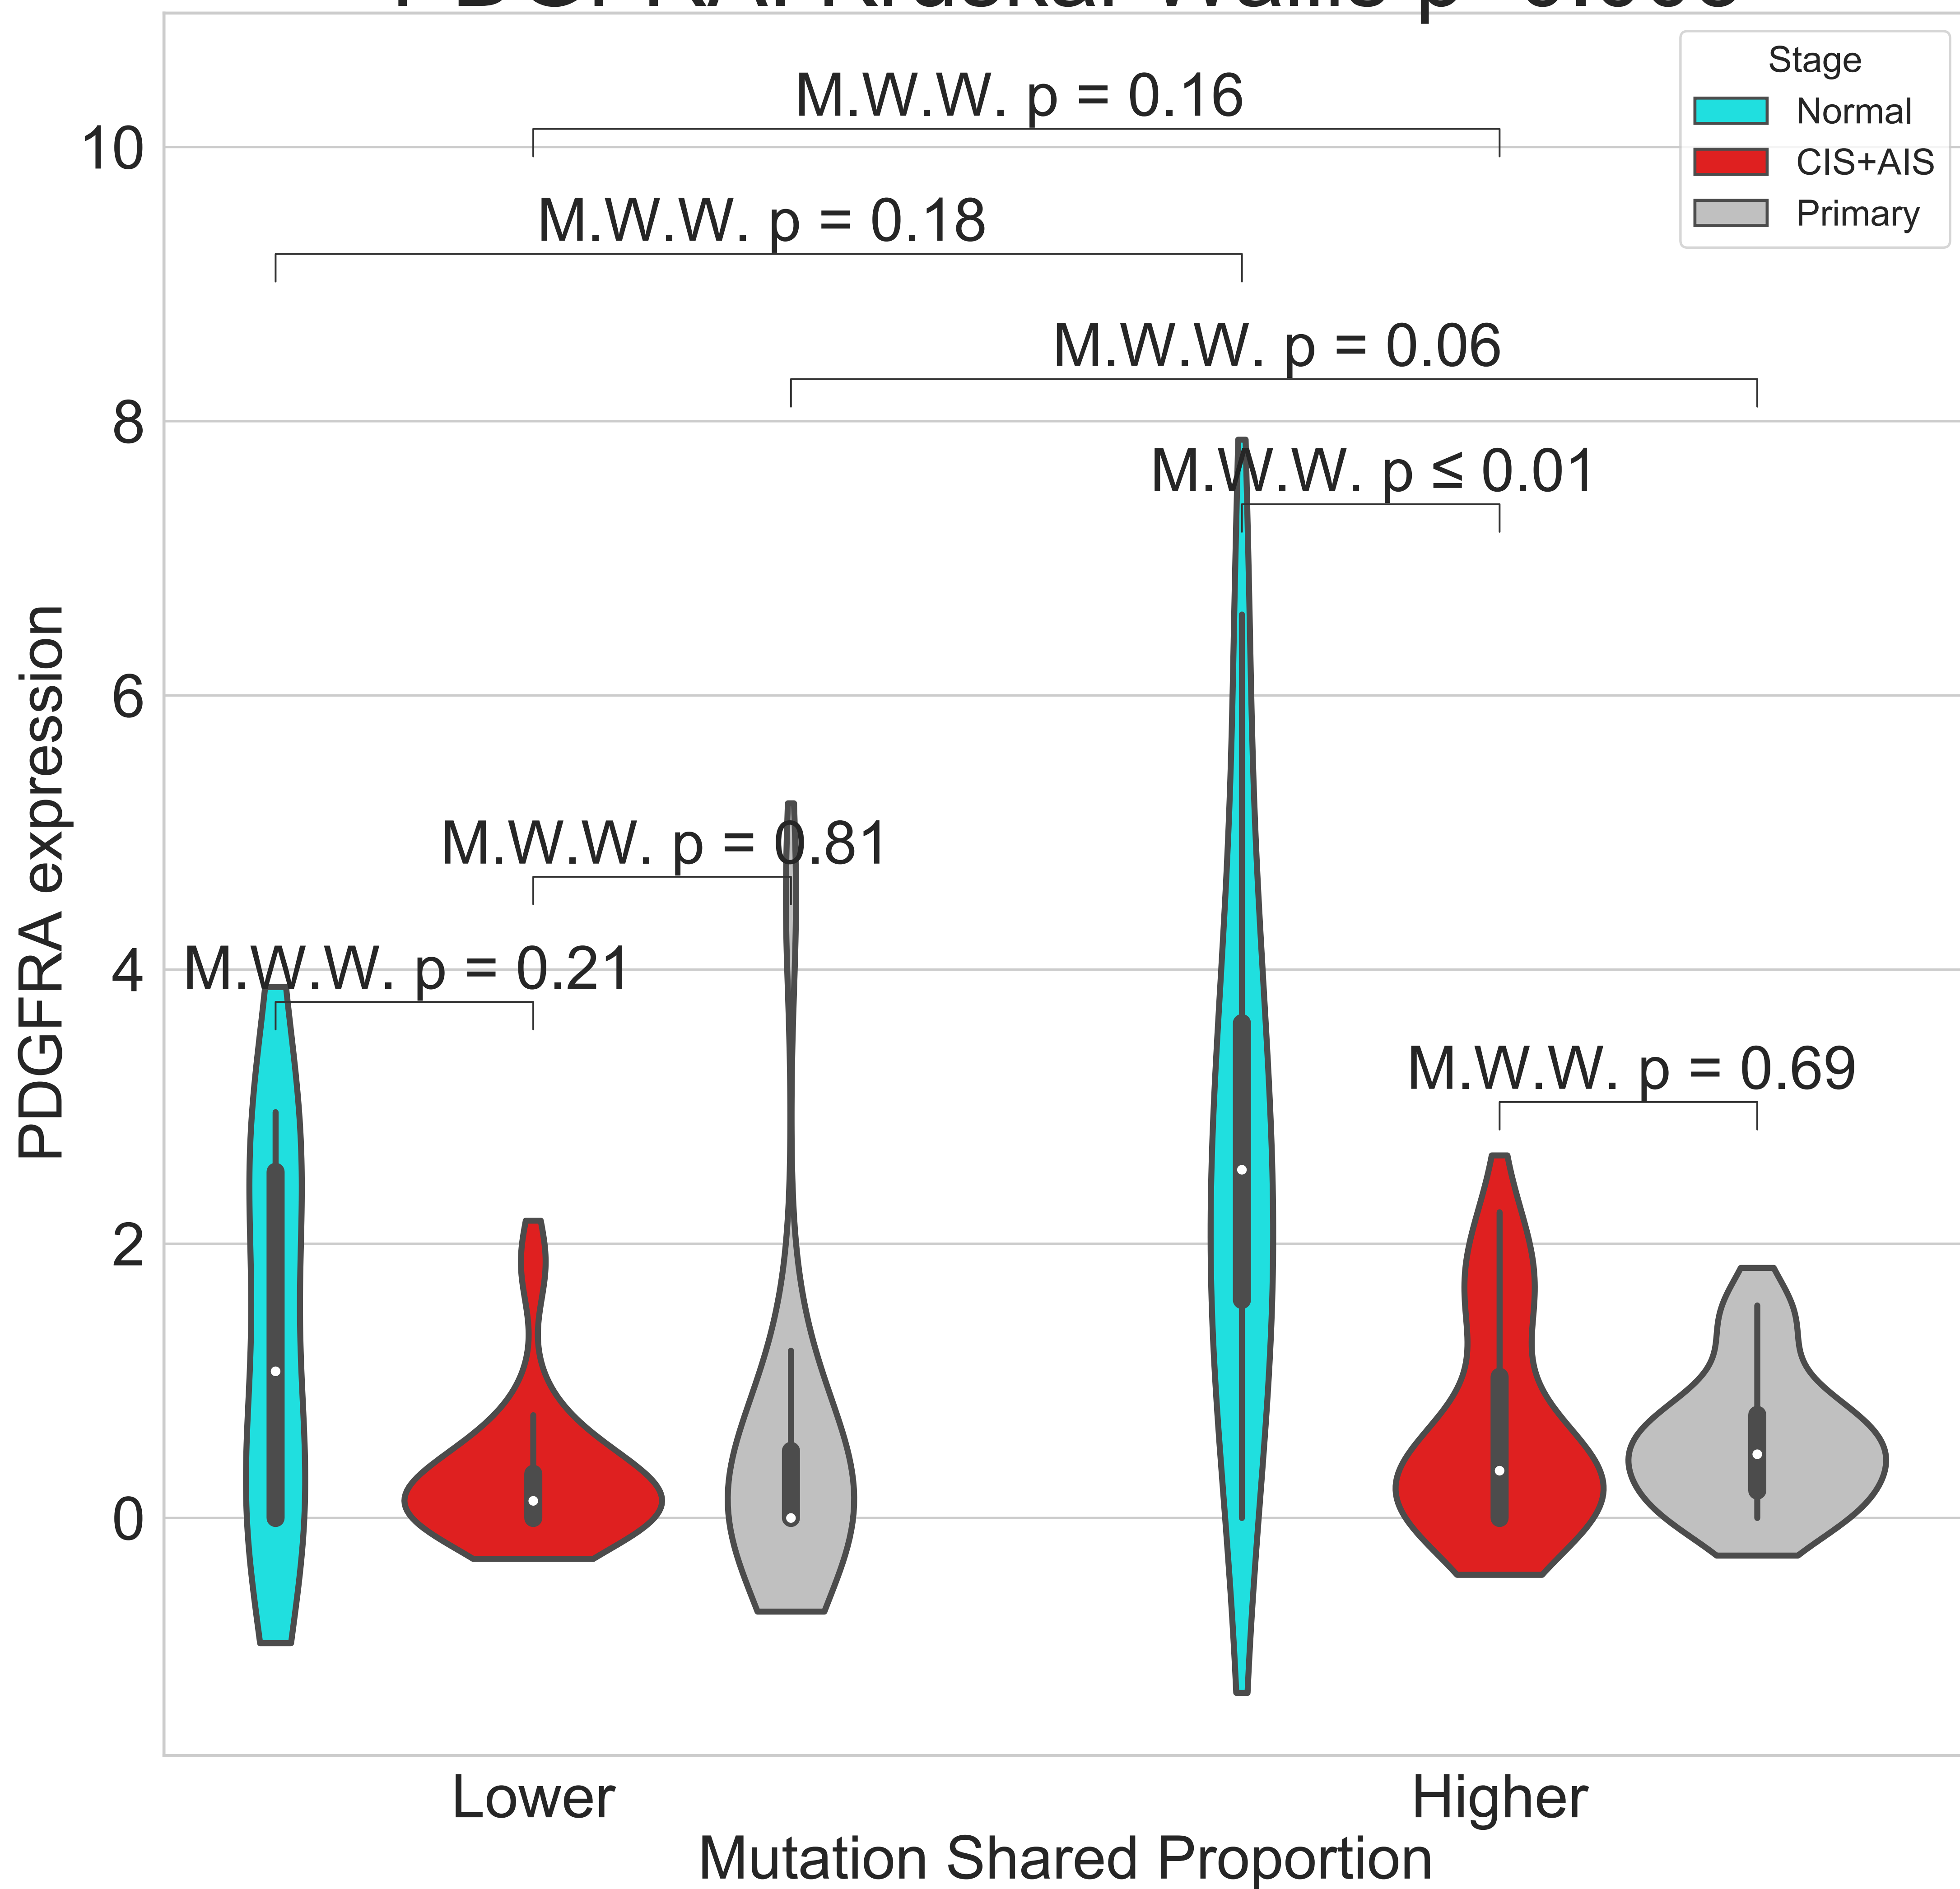 Stage
Normal
CIS+AIS
Primary
M.W.W. p = 0.16
M.W.W. p = 0.18
M.W.W. p = 0.06
M.W.W. p ≤ 0.01
M.W.W. p = 0.81
M.W.W. p = 0.21
M.W.W. p = 0.69
10
8
6
4
2
0
PDGFRA expression
Lower
Higher
Mutation Shared Proportion